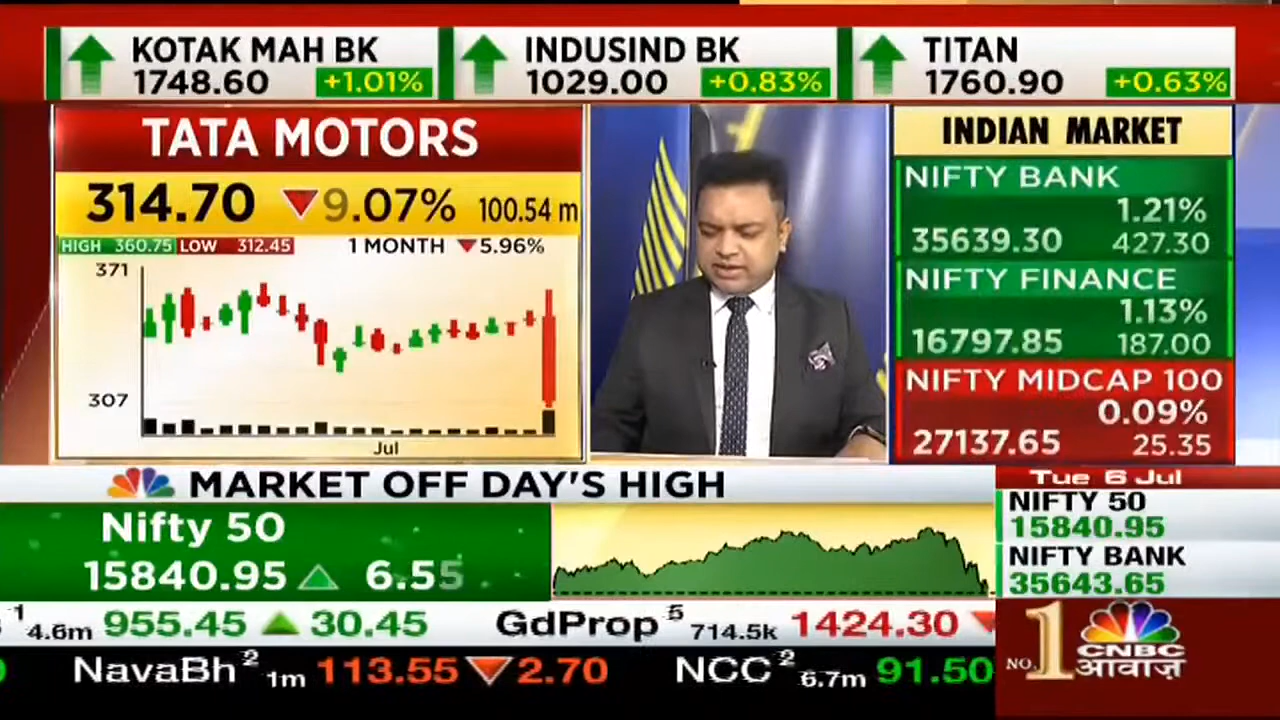 KOTAK MAH BK
1748.60 +1.01%
INDUSIND BK
1029.00 +0.83%
TITAN
1760.90 +0.63%
TATA MOTORS
314.70 9.07% 100.54 m
HIGH 360.75 LOW 312.45 1 MONTH 5.96%
371
307
Jul
INDIAN MARKET
NIFTY BANK
1.21%
35639.30 427.30
NIFTY FINANCE
1.13%
16797.85 187.00
NIFTY MIDCAP 100
0.09%
27137.65 25.35
MARKET OFF DAY'S HIGH
Nifty 50
15840.95 6.55
Tue 6 Jul
NIFTY 50
15840.95
NIFTY BANK
35643.65
1 4.6m 955.45 30.45 GdProp 5 714.5k 1424.30
NavaBh 2 1m 113.55 2.70 NCC 2 6.7m 91.50
NO. 1 CNBC
आवाज़